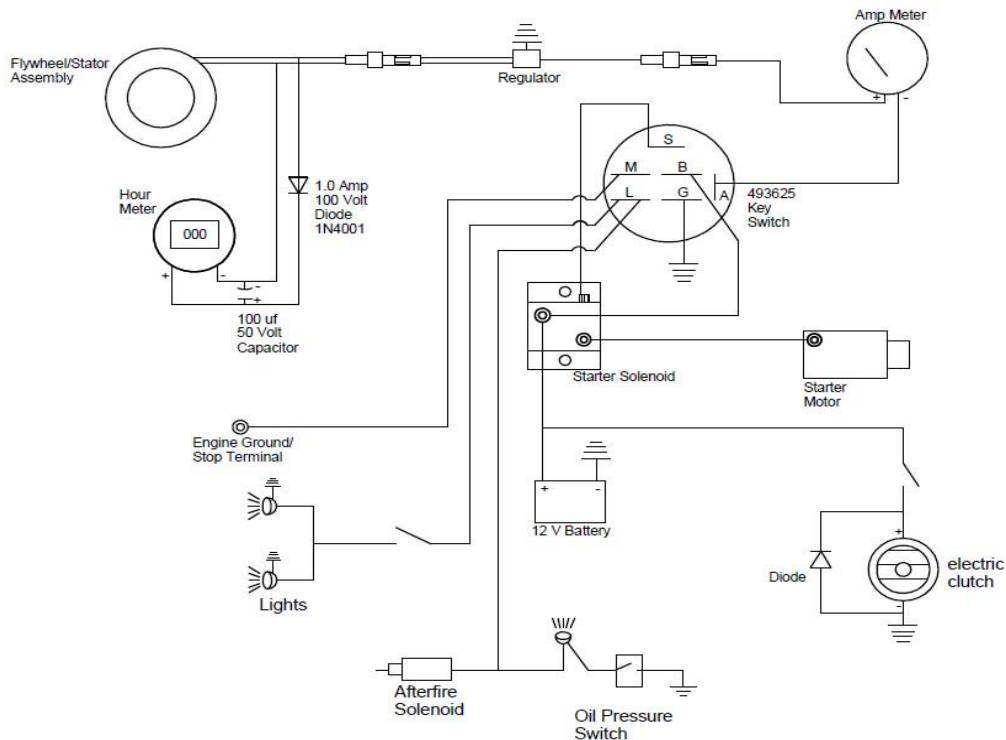 Amp Meter
Flywheel/Stator
Assembly
Regulator
+ -
S
M B
L G A
493625
Key
Switch
1.0 Amp
100 Volt
Diode
1N4001
Hour
Meter
000
+ -
-
+
100 uf
50 Volt
Capacitor
Starter Solenoid
Starter
Motor
Engine Ground/
Stop Terminal
+ -
12 V Battery
Lights
+
Diode
electric
clutch
-
Afterfire
Solenoid
Oil Pressure
Switch